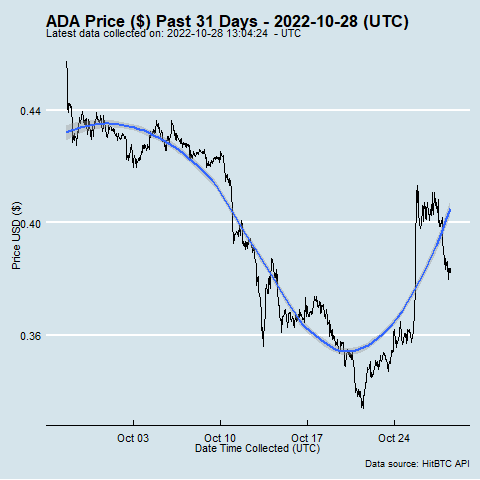 ADA Price ($) Past 31 Days - 2022-10-28 (UTC)
Latest data collected on: 2022-10-28 13:04:24 - UTC
0.44
0.40
0.36
Price USD ($)
Oct 03 Oct 10 Oct 17 Oct 24
Date Time Collected (UTC)
Data source: HitBTC API